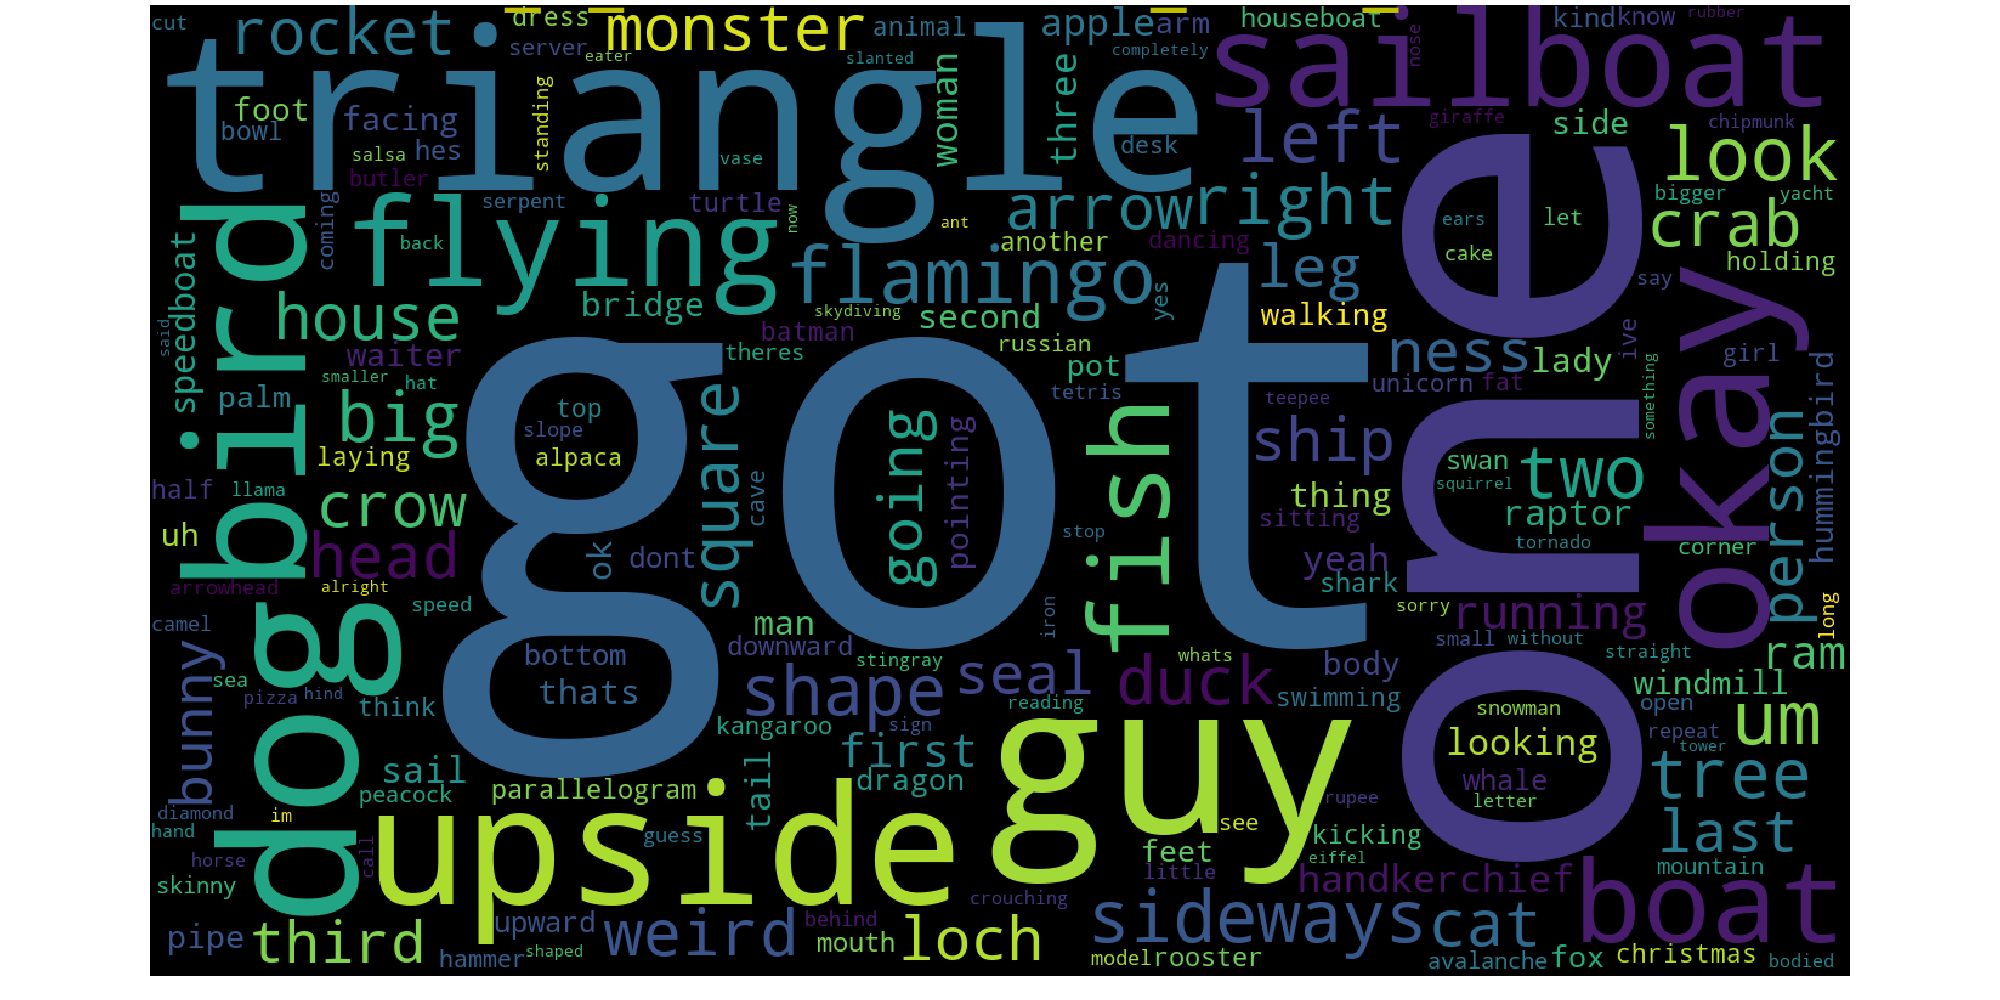 cut
rocket
dress
server
eater
monster
animal
slanted
apple
arm
completely
houseboat
kind
know
rubber
nose
triangle
sailboat
foot
bowl
facing
hes
salsa
butler
standing
vase
woman
three
desk
left
giraffe
side
chipmunk
look
bigger
yacht
bird
coming
flying
back
serpent
turtle
now
ant
arrow
right
another
dancing
ears
cake
let
crab
holding
one
speedboat
house
bridge
flamingo
skydiving
second
yes
leg
walking
say
okay
said
waiter
smaller
hat
batman
theres
russian
pot
tetris
ness
unicorn
fat
lady
ive
girl
something
hummingbird
palm
big
laying
top
slope
alpaca
got
square
cave
going
pointing
fish
teepee
ship
swan
squirrel
two
person
half
llama
crow
thing
raptor
uh
head
ok
dont
stop
sitting
yeah
tornado
corner
arrowhead
alright
speed
iron
shark
sorry
running
long
camel
dog
man
downward
stingray
whats
small
without
straight
ram
bunny
sea
pizza
hind
think
bottom
thats
shape
seal
reading
duck
body
swimming
windmill
open
um
kangaroo
sign
guy
snowman
looking
repeat
tower
sail
peacock
parallelogram
tail
first
dragon
whale
letter
tree
diamond
im
hand
upside
guess
rupee
see
kicking
last
horse
call
skinny
feet
little
eiffel
handkerchief
mountain
crouching
boat
pipe
third
upward
hammer
shaped
weird
behind
mouth
loch
sideways
model
rooster
cat
avalanche
fox
christmas
bodied